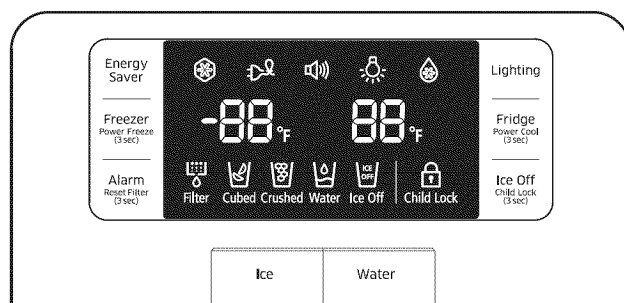 Energy
Saver
Lighting
Freezer
Power Freeze
(3 sec)
-88°F
88°F
Fridge
Power Cool
(3 sec)
Alarm
Reset Filter
(3 sec)
ICE
OFF
Filter
Cubed
Crushed
Water
Ice Off
Child Lock
Ice Off
Child Lock
(3 sec)
Ice
Water